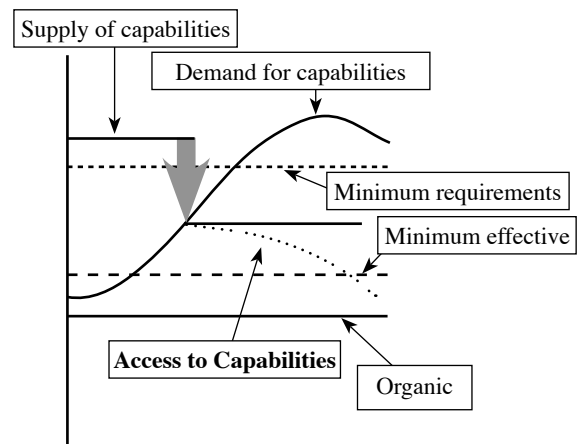 Supply of capabilities
Demand for capabilities
Minimum requirements
Minimum effective
Access to Capabilities
Organic